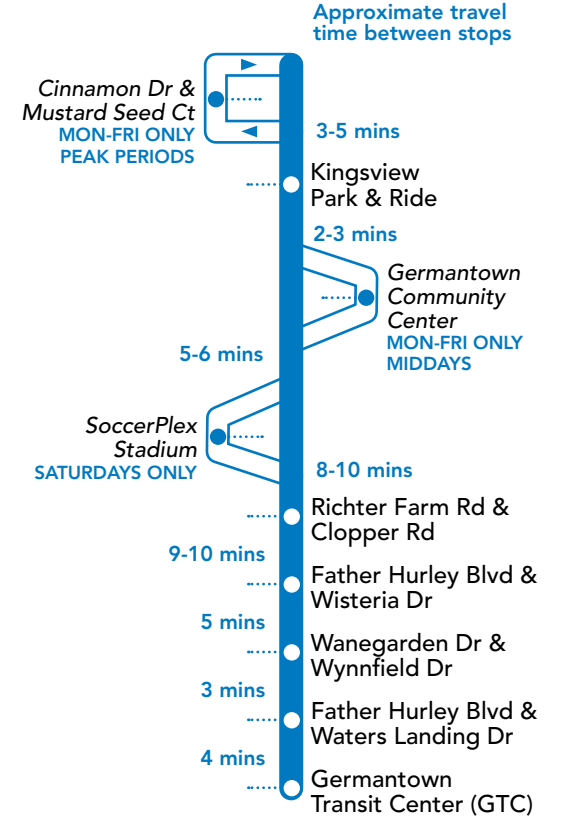 Approximate travel
time between stops
Cinnamon Dr &
Mustard Seed Ct
MON-FRI ONLY
PEAK PERIODS
3-5 mins
Kingsview
Park & Ride
2-3 mins
Germantown
Community
Center
MON-FRI ONLY
MIDDAYS
5-6 mins
SoccerPlex
Stadium
SATURDAYS ONLY
8-10 mins
Richter Farm Rd &
Clopper Rd
9-10 mins
Father Hurley Blvd &
Wisteria Dr
5 mins
Wanegarden Dr &
Wynnfield Dr
3 mins
Father Hurley Blvd &
Waters Landing Dr
4 mins
Germantown
Transit Center (GTC)